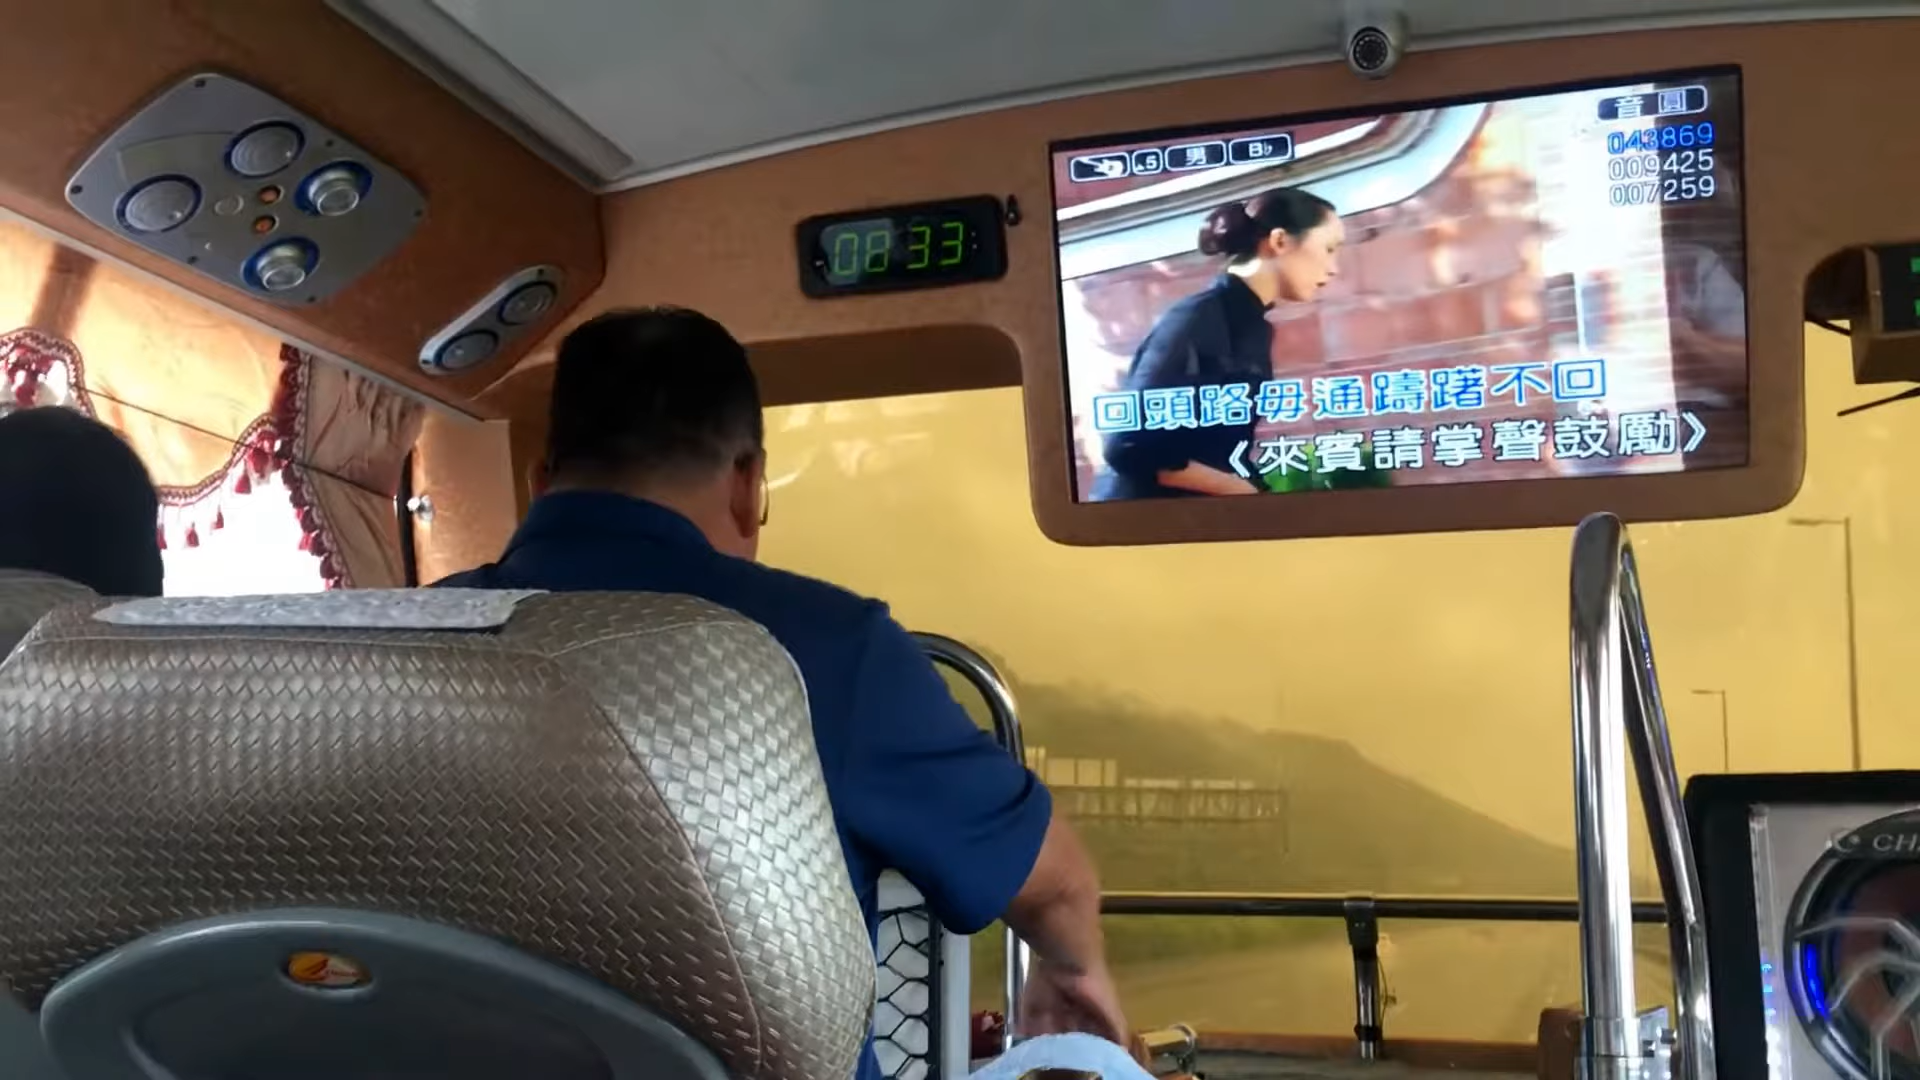 08 33
男
B♭
音圓
043869
009425
007259
回頭路毋通躊躇不回
《來賓請掌聲鼓勵》